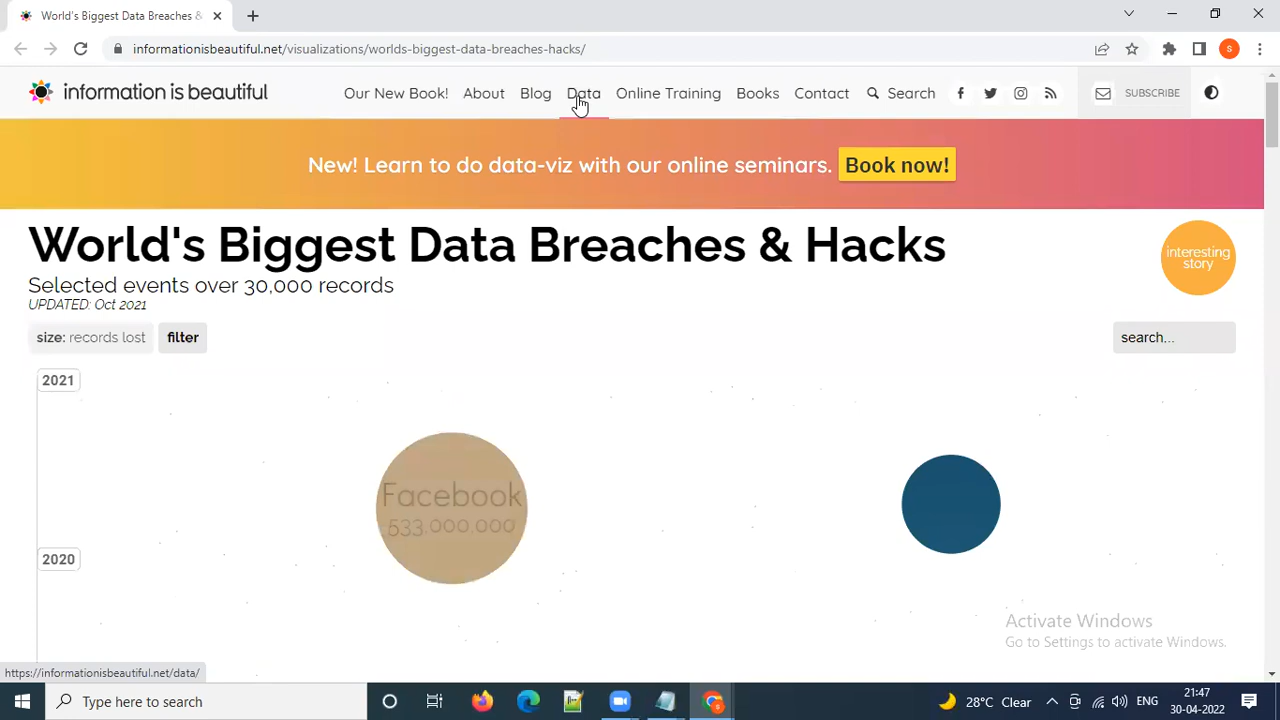 World's Biggest Data Breaches &
informationisbeautiful.net/visualizations/worlds-biggest-data-breaches-hacks/
S
information is beautiful
Our New Book! About Blog Data Online Training Books Contact Search SUBSCRIBE
New! Learn to do data-viz with our online seminars. Book now!
World's Biggest Data Breaches & Hacks
interesting
story
Selected events over 30,000 records
UPDATED: Oct 2021
size: records lost filter search...
2021
Facebook
533,000,000
2020
Activate Windows
Go to Settings to activate Windows.
https://informationisbeautiful.net/data/
Type here to search
28°C Clear
ENG
21:47
30-04-2022